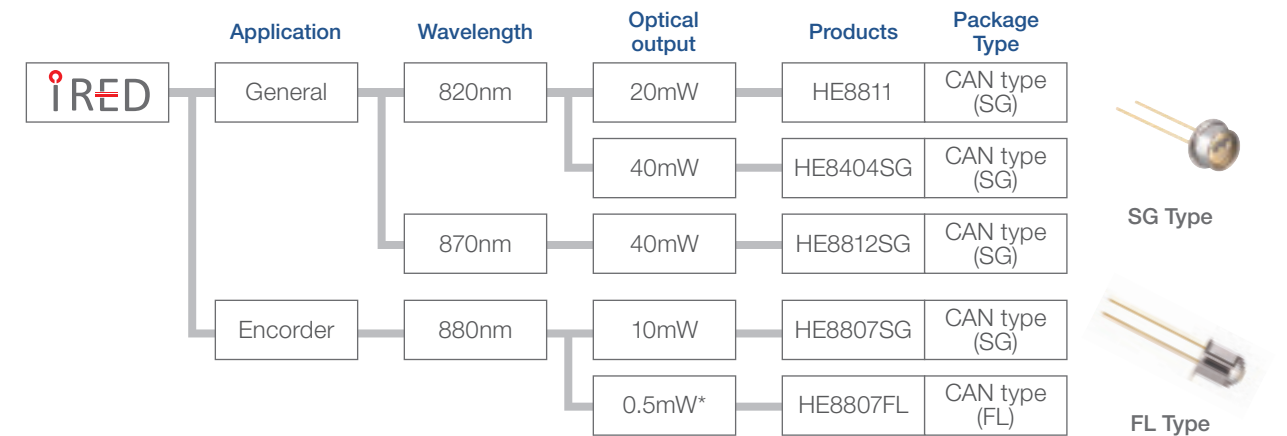 Application Wavelength Optical output Products Package Type
iRED General 820nm 20mW HE8811 CAN type (SG)
40mW HE8404SG CAN type (SG)
SG Type
870nm 40mW HE8812SG CAN type (SG)
Encorder 880nm 10mW HE8807SG CAN type (SG)
0.5mW* HE8807FL CAN type (FL)
FL Type